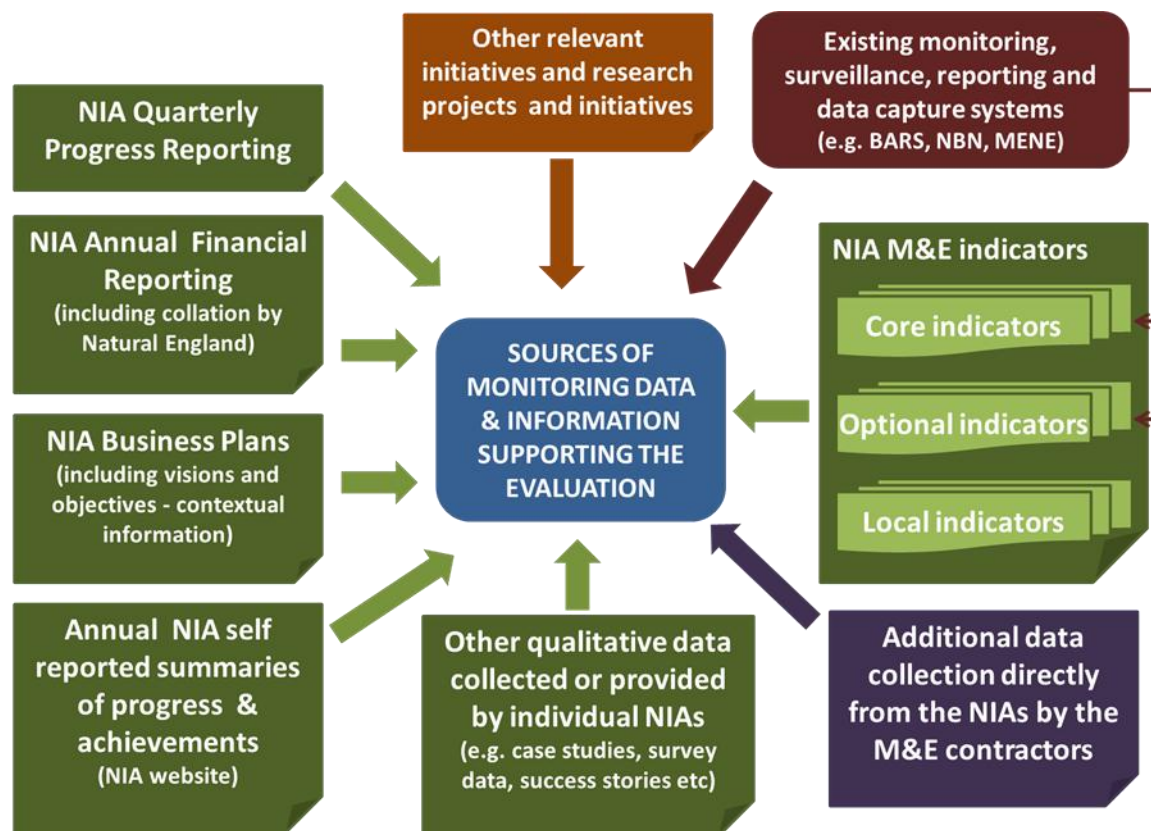 Other relevant
initiatives and research
projects and initiatives
Existing monitoring,
surveillance, reporting and
data capture systems
(e.g. BARS, NBN, MENE)
NIA Quarterly
Progress Reporting
NIA Annual Financial
Reporting
(including collation by
Natural England)
NIA M&E indicators
Core indicators
Optional indicators
Local indicators
SOURCES OF
MONITORING DATA
& INFORMATION
SUPPORTING THE
EVALUATION
NIA Business Plans
(including visions and
objectives - contextual
information)
Annual NIA self
reported summaries
of progress &
achievements
(NIA website)
Other qualitative data
collected or provided
by individual NIAs
(e.g. case studies, survey
data, success stories etc)
Additional data
collection directly
from the NIAs by the
M&E contractors